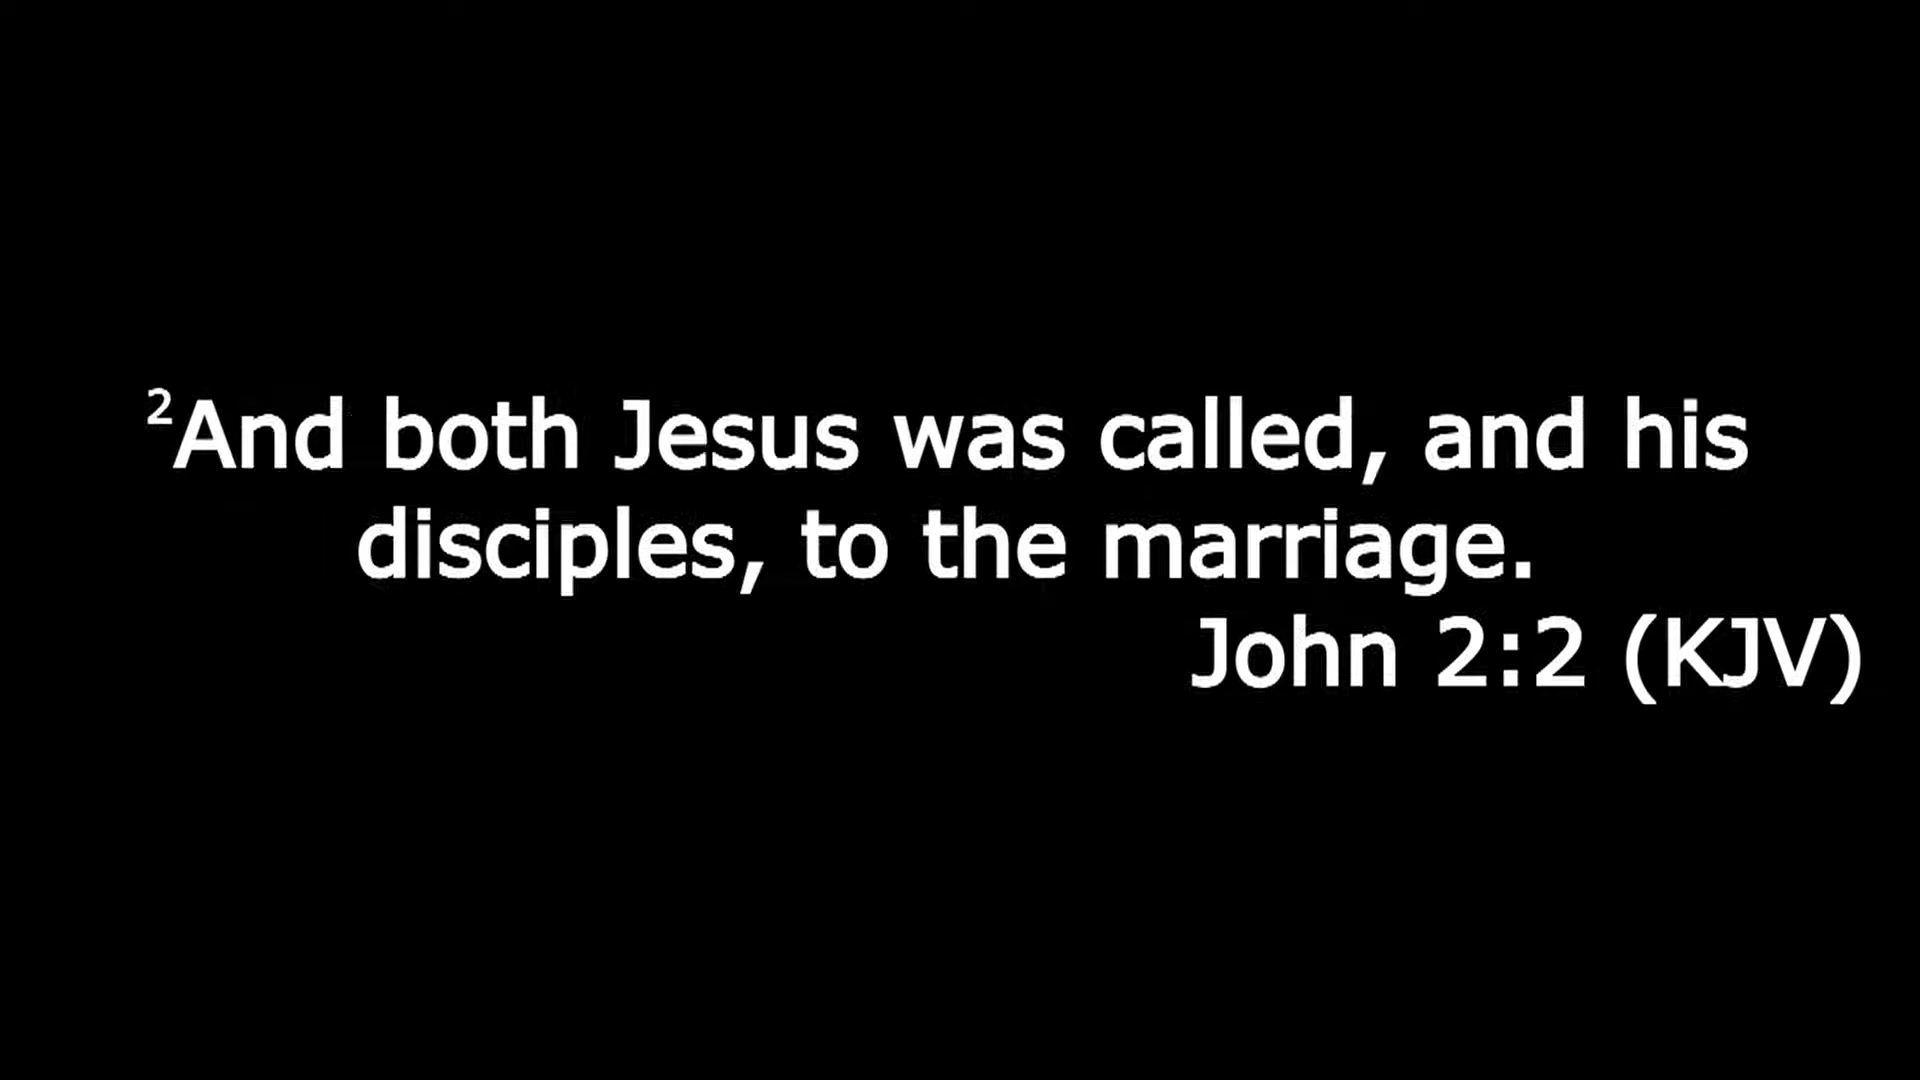 ²And both Jesus was called, and his
disciples, to the marriage.
John 2:2 (KJV)